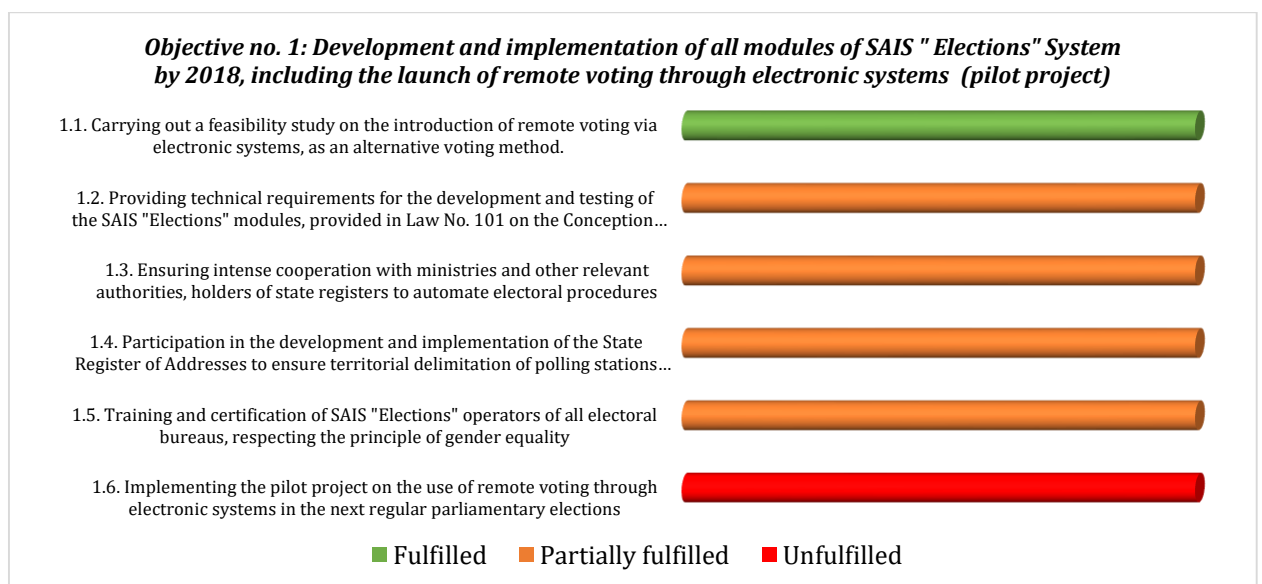 Objective no. 1: Development and implementation of all modules of SAIS " Elections" System
by 2018, including the launch of remote voting through electronic systems (pilot project)
1.1. Carrying out a feasibility study on the introduction of remote voting via
electronic systems, as an alternative voting method.
1.2. Providing technical requirements for the development and testing of
the SAIS "Elections" modules, provided in Law No. 101 on the Conception…
1.3. Ensuring intense cooperation with ministries and other relevant
authorities, holders of state registers to automate electoral procedures
1.4. Participation in the development and implementation of the State
Register of Addresses to ensure territorial delimitation of polling stations…
1.5. Training and certification of SAIS "Elections" operators of all electoral
bureaus, respecting the principle of gender equality
1.6. Implementing the pilot project on the use of remote voting through
electronic systems in the next regular parliamentary elections
Fulfilled Partially fulfilled Unfulfilled